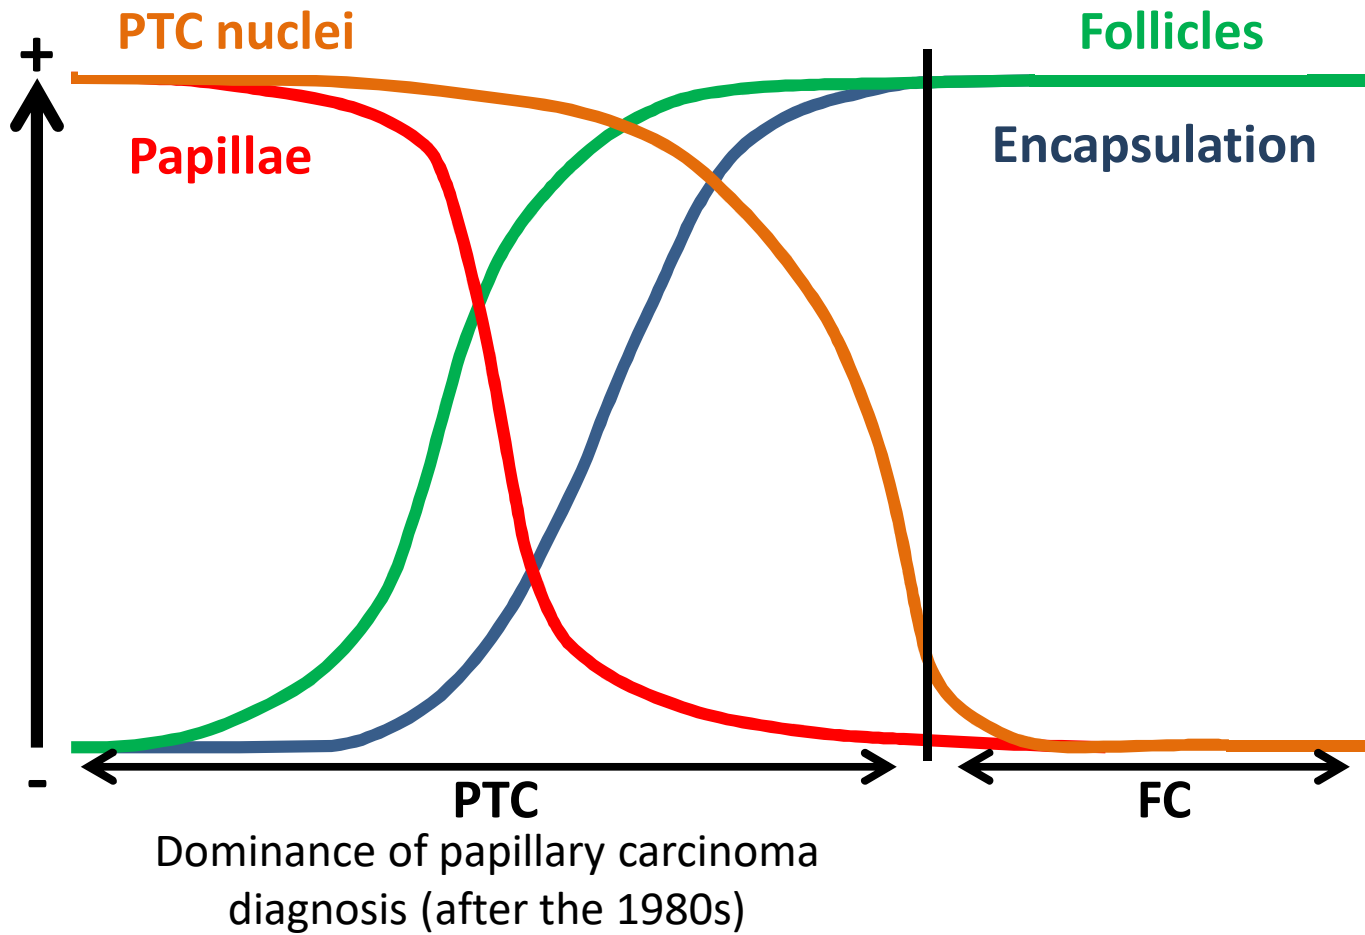 PTC nuclei
Follicles
+
Papillae
Encapsulation
-
PTC
FC
Dominance of papillary carcinoma
diagnosis (after the 1980s)